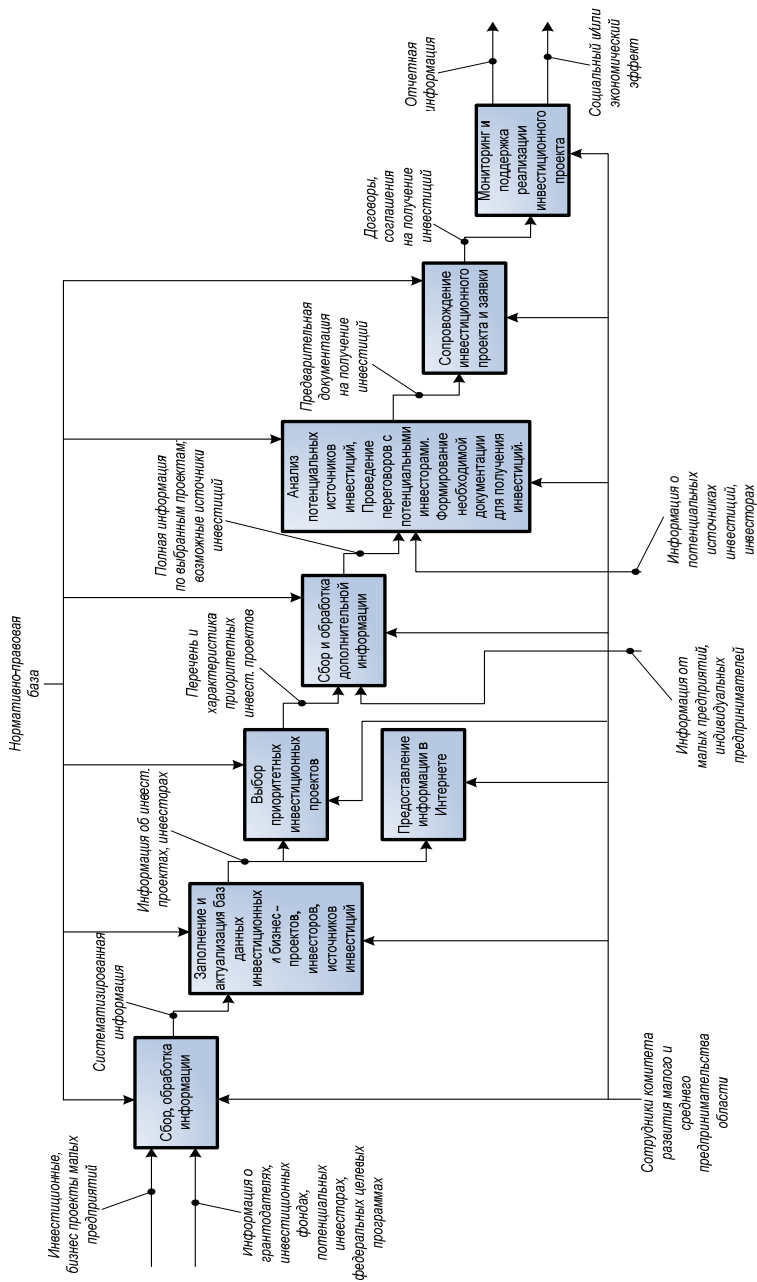 Нормативно-правовая
база
Инвестиционные,
бизнес проекты малых
предприятий
Информация о
грантодателях,
инвестиционных
фондах,
потенциальных
инвесторах,
федеральных целевых
программах
Сбор, обработка
информации
Систематизированная
информация
Заполнение и
актуализация баз
данных
инвестиционных
и бизнес –
проектов,
инвесторов,
источников
инвестиций
Информация об инвест.
проектах, инвесторах
Выбор
приоритетных
инвестиционных
проектов
Предоставление
информации в
Интернете
Перечень и
характеристика
приоритетных
инвест. проектов
Сбор и обработка
дополнительной
информации
Полная информация
по выбранным проектам;
возможные источники
инвестиций
Анализ
потенциальных
источников
инвестиций,
Проведение
переговоров с
потенциальными
инвесторами.
Формирование
необходимой
документации
для получения
инвестиций.
Предварительная
документация
на получение
инвестиций
Сопровождение
инвестиционного
проекта и заявки
Договоры,
соглашения
на получение
инвестиций
Мониторинг и
поддержка
реализации
инвестиционного
проекта
Отчетная
информация
Социальный и/или
экономический
эффект
Сотрудники комитета
развития малого и
среднего
предпринимательства
области
Информация от
малых предприятий,
индивидуальных
предпринимателей
Информация о
потенциальных
источниках
инвестиций,
инвесторах